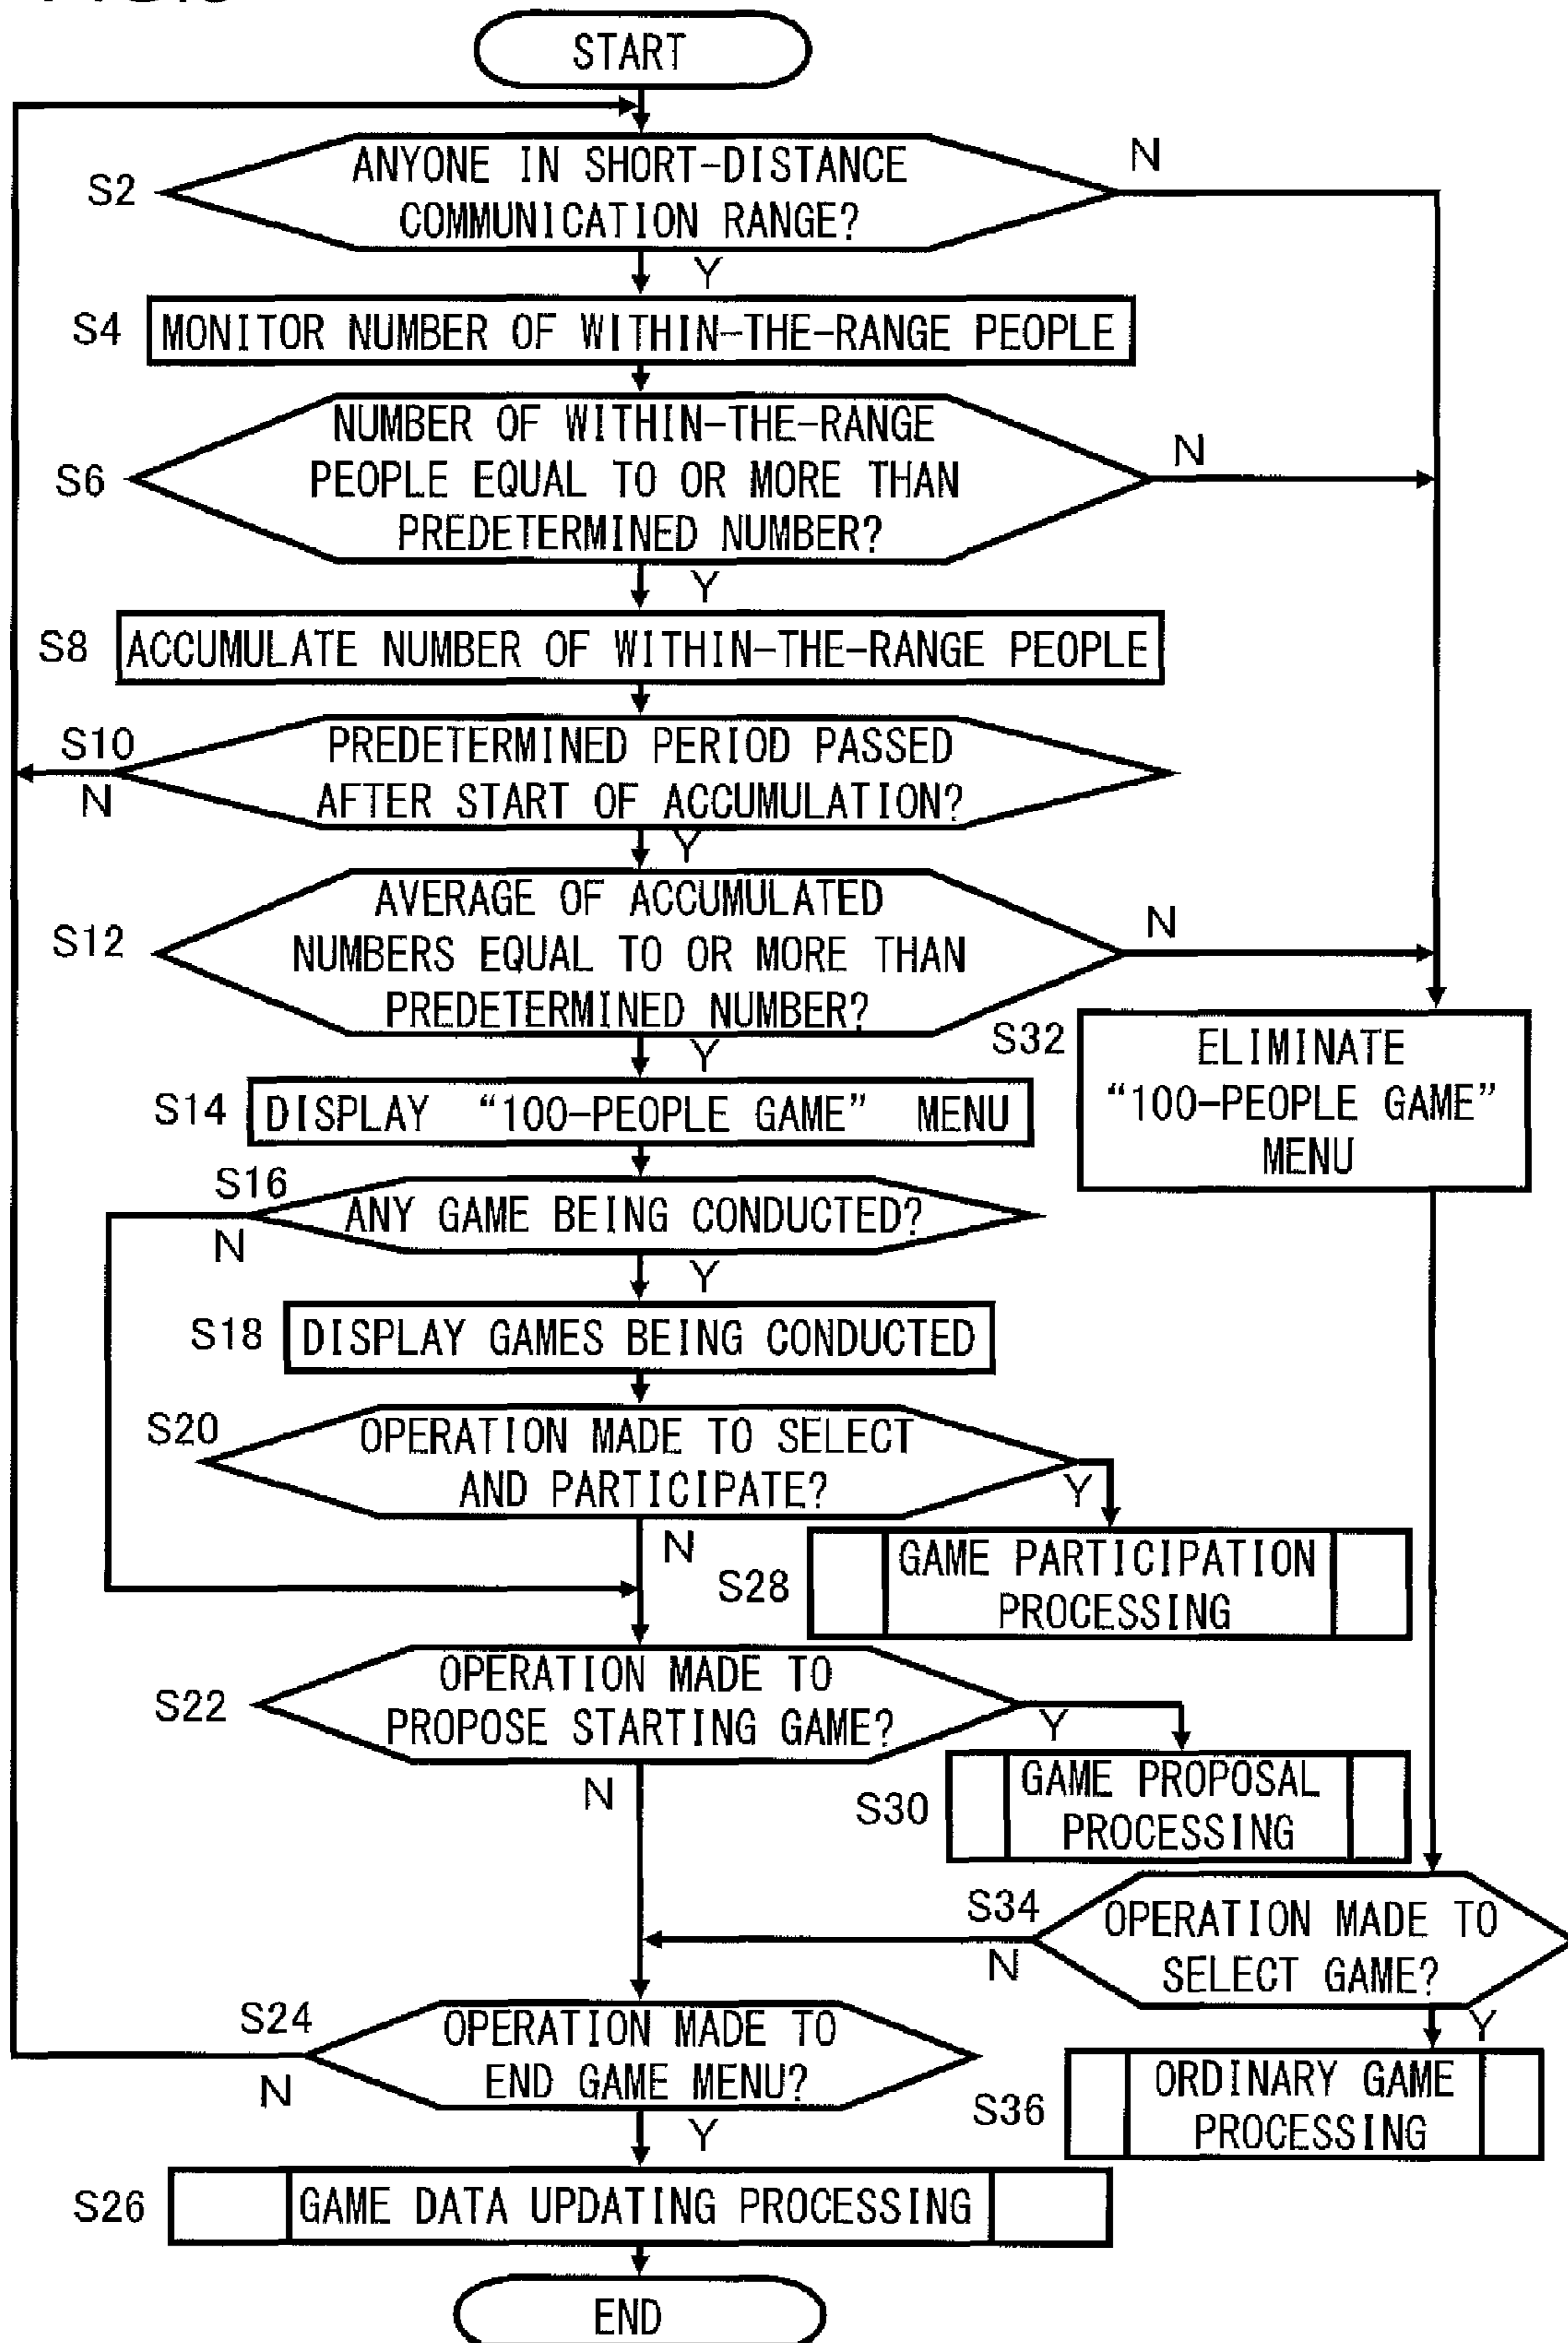 START
S2
ANYONE IN SHORT-DISTANCE
COMMUNICATION RANGE?
N
Y
S4
MONITOR NUMBER OF WITHIN-THE-RANGE PEOPLE
S6
NUMBER OF WITHIN-THE-RANGE
PEOPLE EQUAL TO OR MORE THAN
PREDETERMINED NUMBER?
N
Y
S8
ACCUMULATE NUMBER OF WITHIN-THE-RANGE PEOPLE
S10
PREDETERMINED PERIOD PASSED
AFTER START OF ACCUMULATION?
N
Y
S12
AVERAGE OF ACCUMULATED
NUMBERS EQUAL TO OR MORE THAN
PREDETERMINED NUMBER?
N
Y
S32
ELIMINATE
“100-PEOPLE GAME”
MENU
S14
DISPLAY “100-PEOPLE GAME” MENU
S16
ANY GAME BEING CONDUCTED?
N
Y
S18
DISPLAY GAMES BEING CONDUCTED
S20
OPERATION MADE TO SELECT
AND PARTICIPATE?
Y
N
S28
GAME PARTICIPATION
PROCESSING
S22
OPERATION MADE TO
PROPOSE STARTING GAME?
Y
N
S30
GAME PROPOSAL
PROCESSING
S34
OPERATION MADE TO
SELECT GAME?
N
Y
S24
OPERATION MADE TO
END GAME MENU?
N
Y
S36
ORDINARY GAME
PROCESSING
S26
GAME DATA UPDATING PROCESSING
END